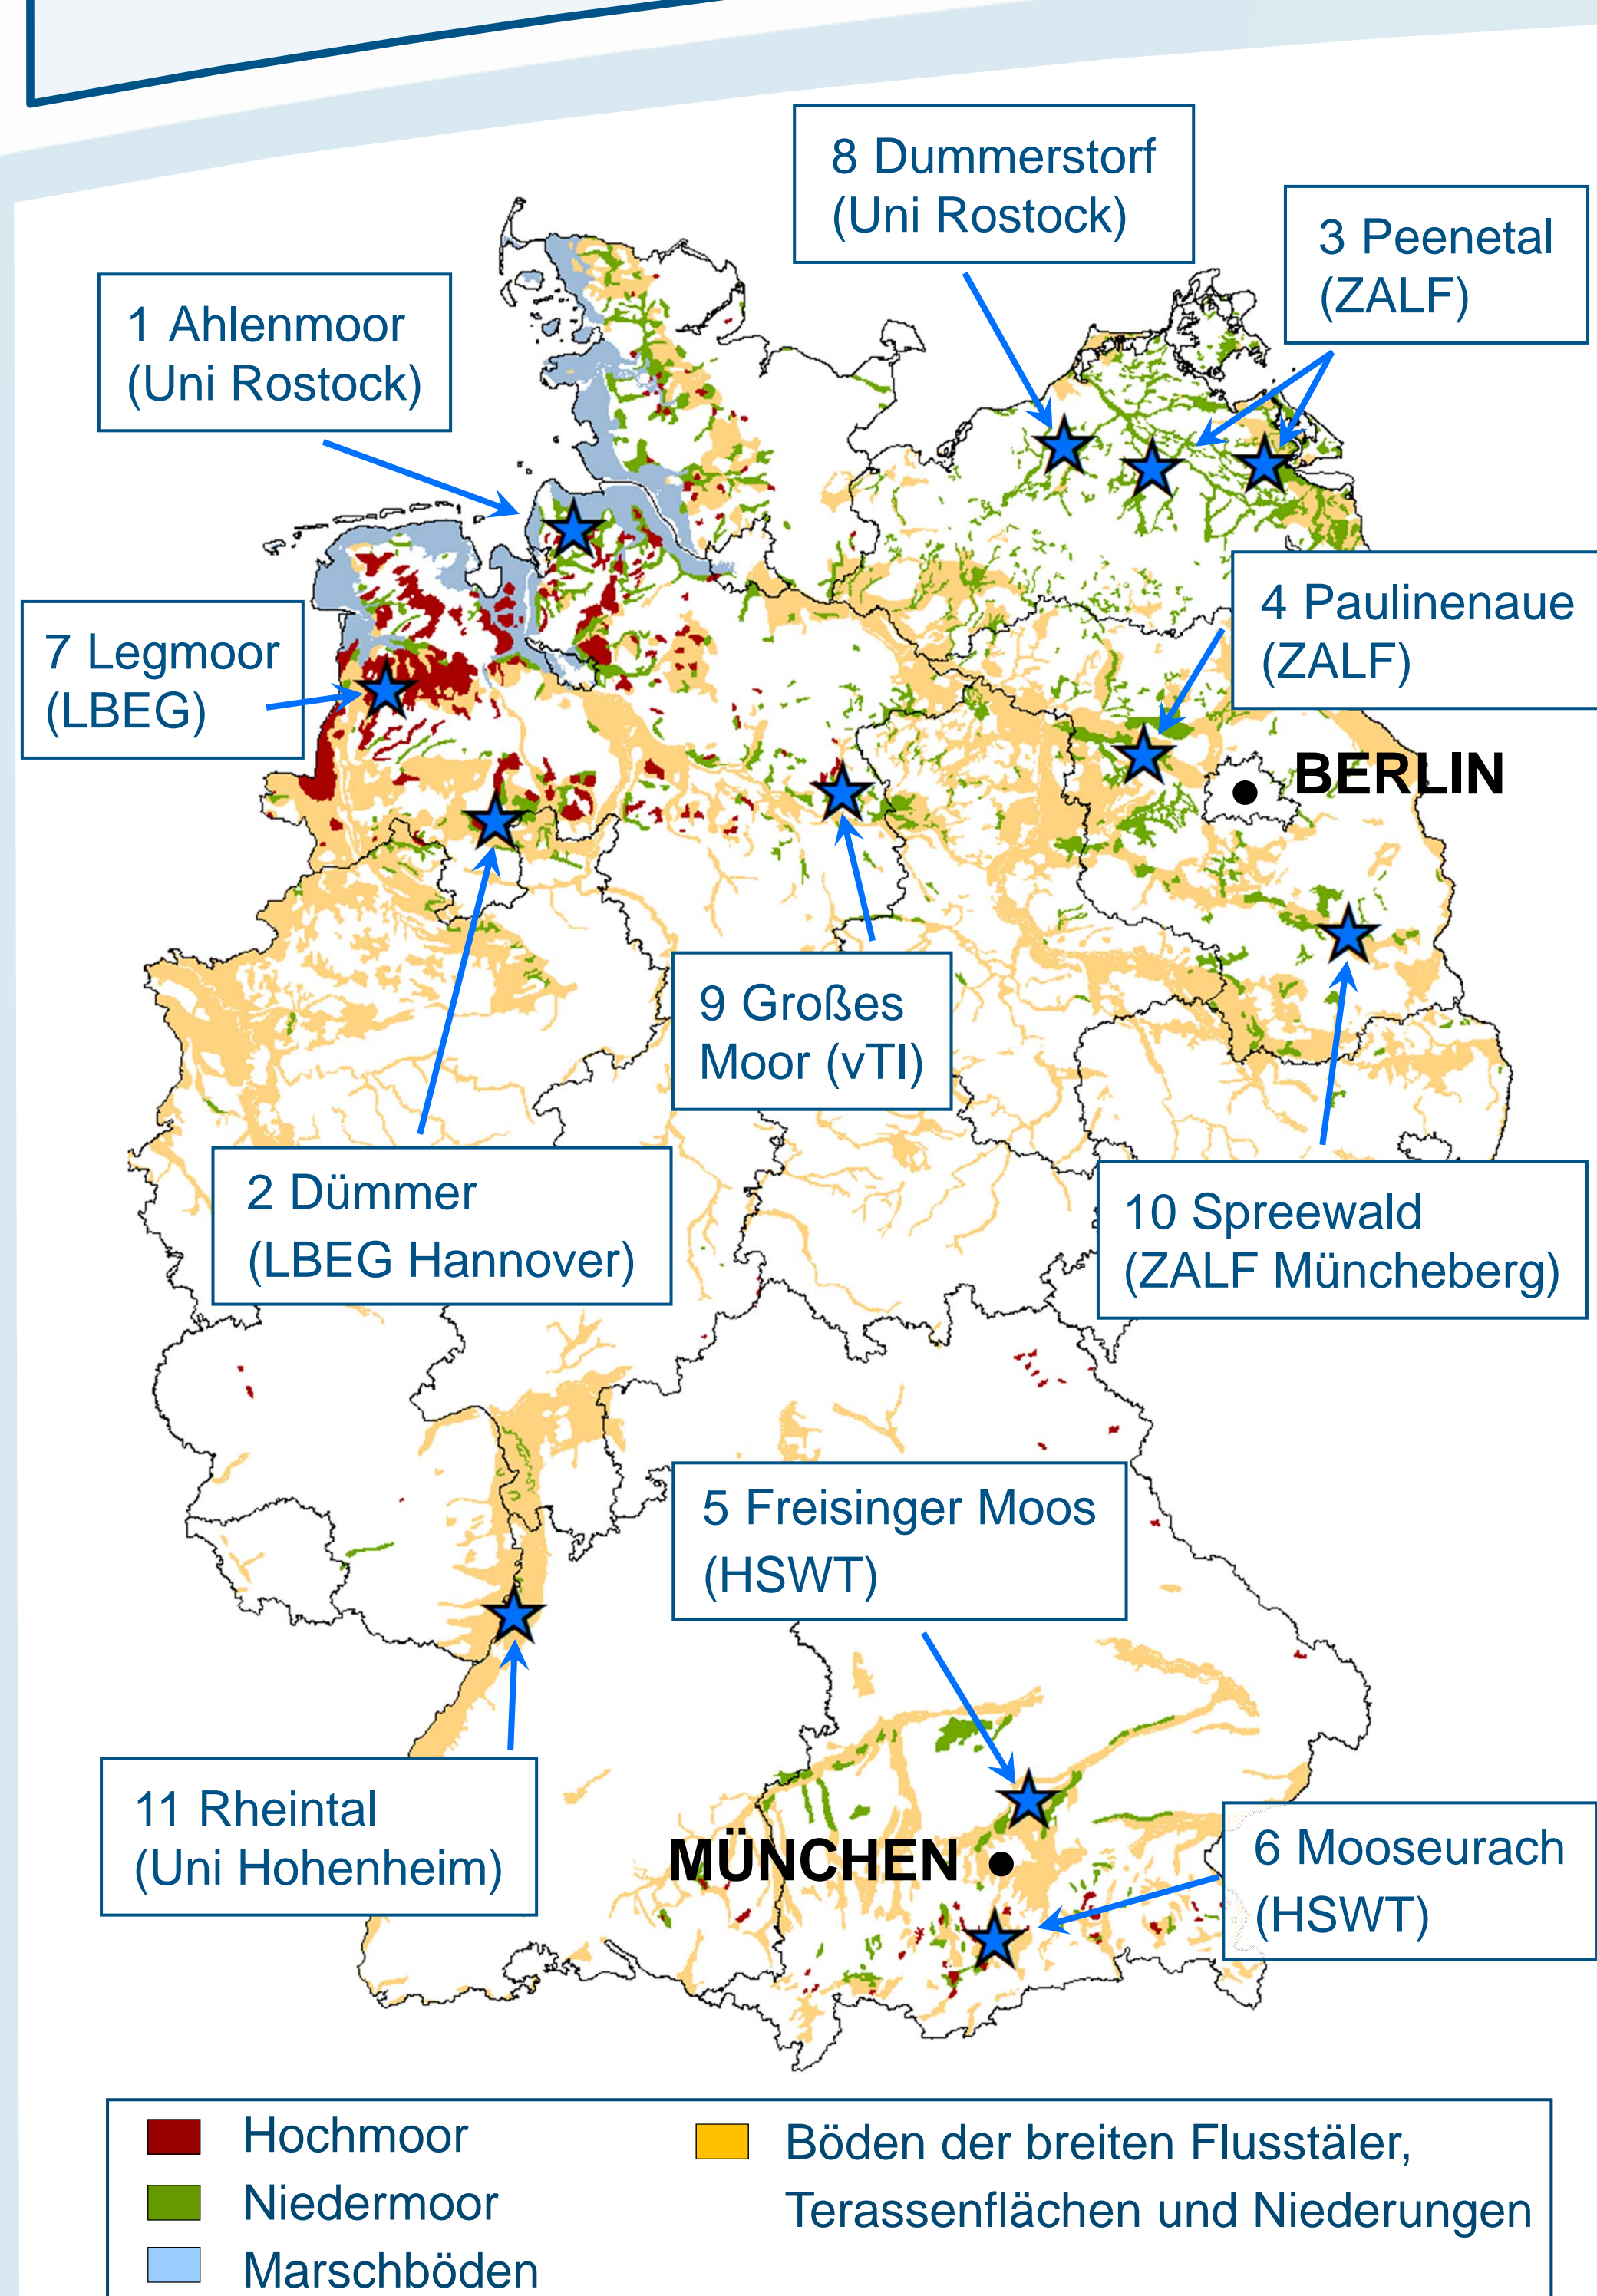 8 Dummerstorf
(Uni Rostock)
3 Peenetal
(ZALF)
1 Ahlenmoor
(Uni Rostock)
4 Paulinenaue
(ZALF)
7 Legmoor
(LBEG)
BERLIN
9 Großes
Moor (vTI)
2 Dümmer
(LBEG Hannover)
10 Spreewald
(ZALF Müncheberg)
5 Freisinger Moos
(HSWT)
11 Rheintal
(Uni Hohenheim)
MÜNCHEN
6 Mooseurach
(HSWT)
Hochmoor
Niedermoor
Marschböden
Böden der breiten Flusstäler,
Terassenflächen und Niederungen